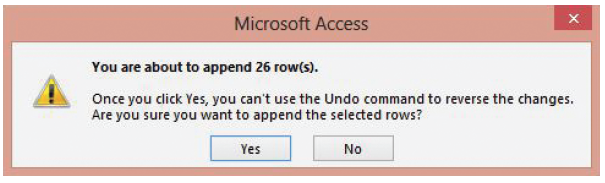 Microsoft Access
You are about to append 26 row(s).
Once you click Yes, you can't use the Undo command to reverse the changes.
Are you sure you want to append the selected rows?
Yes No